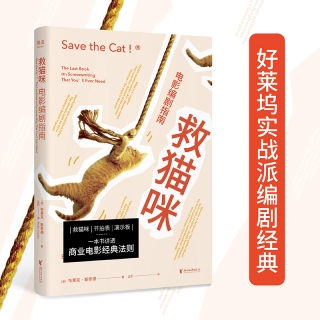 Save the Cat!®
The Last Book
on Screenwriting
That You'll Ever Need
电影编剧指南
救猫咪
救猫咪 电影编剧指南
|救猫咪|节拍表|演示板|
一本书讲透
商业电影经典法则
好莱坞实战派编剧经典